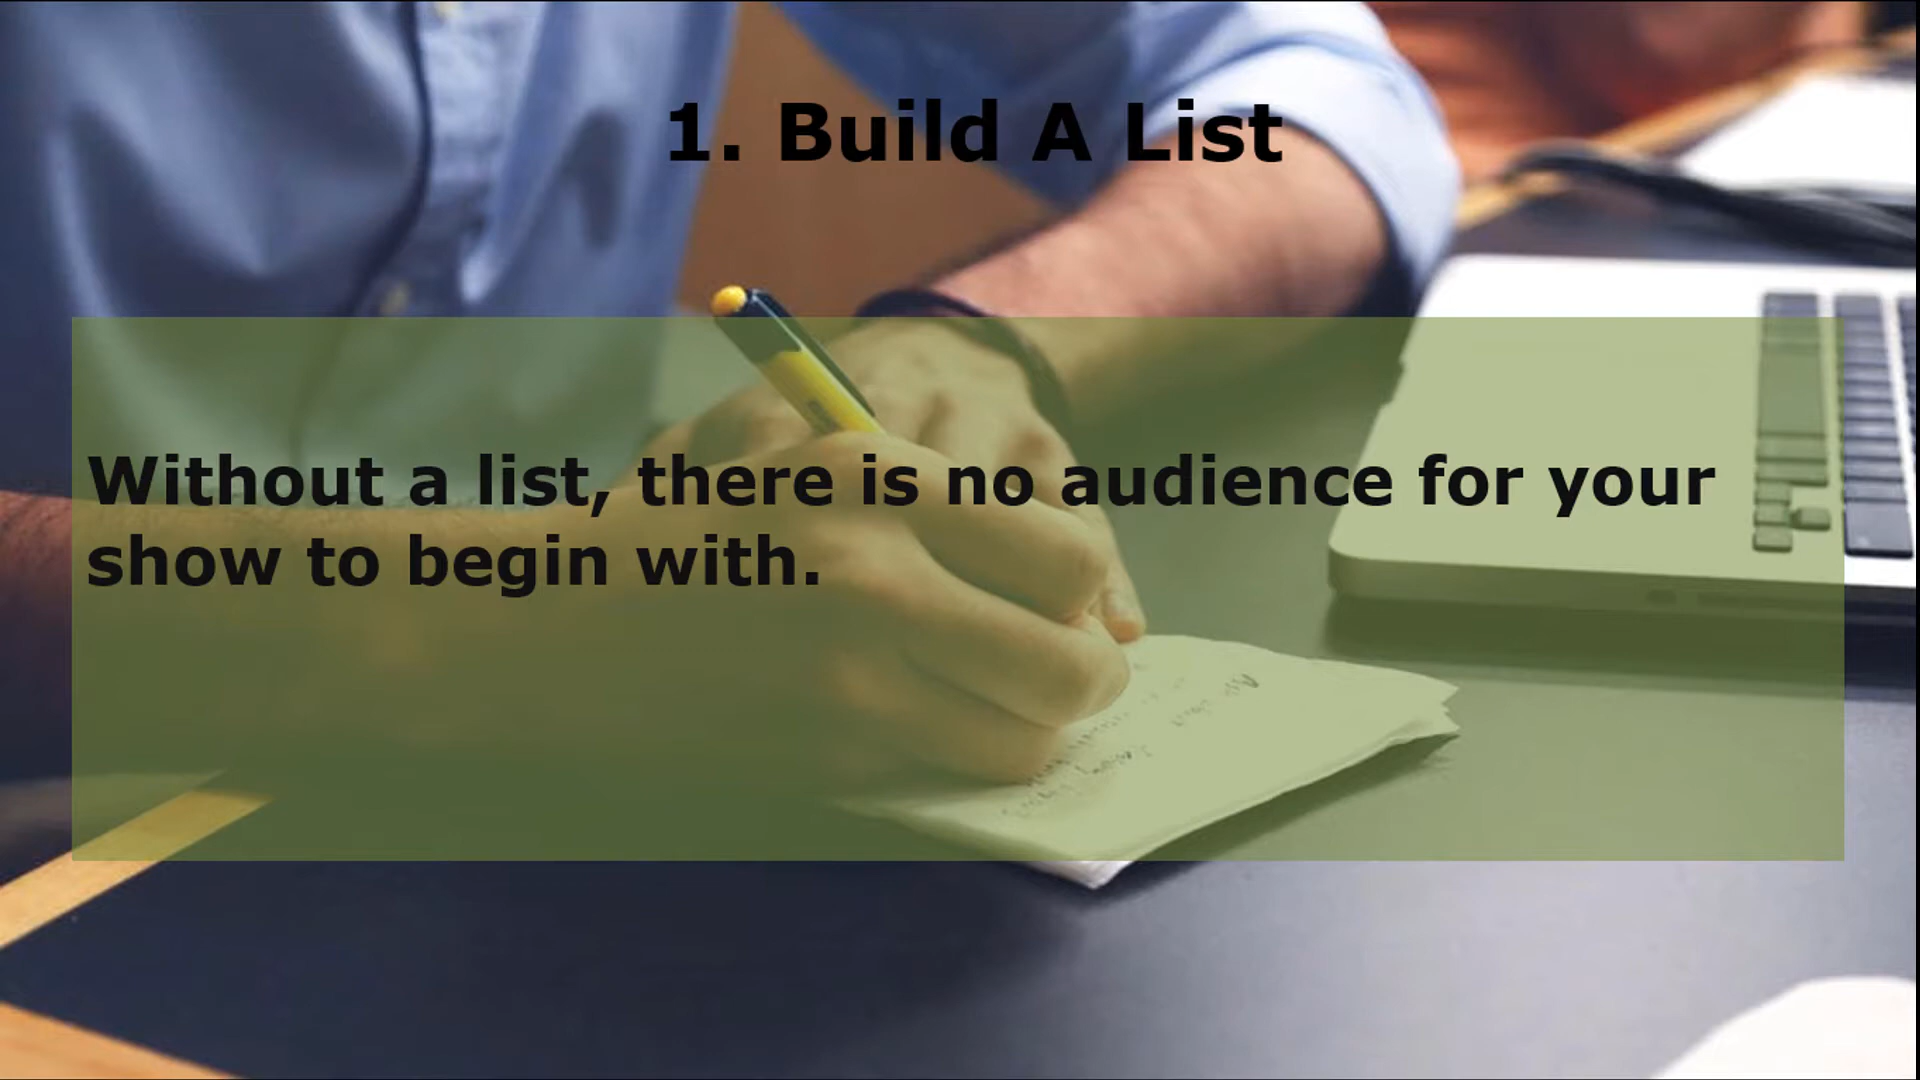 1. Build A List
Without a list, there is no audience for your
show to begin with.